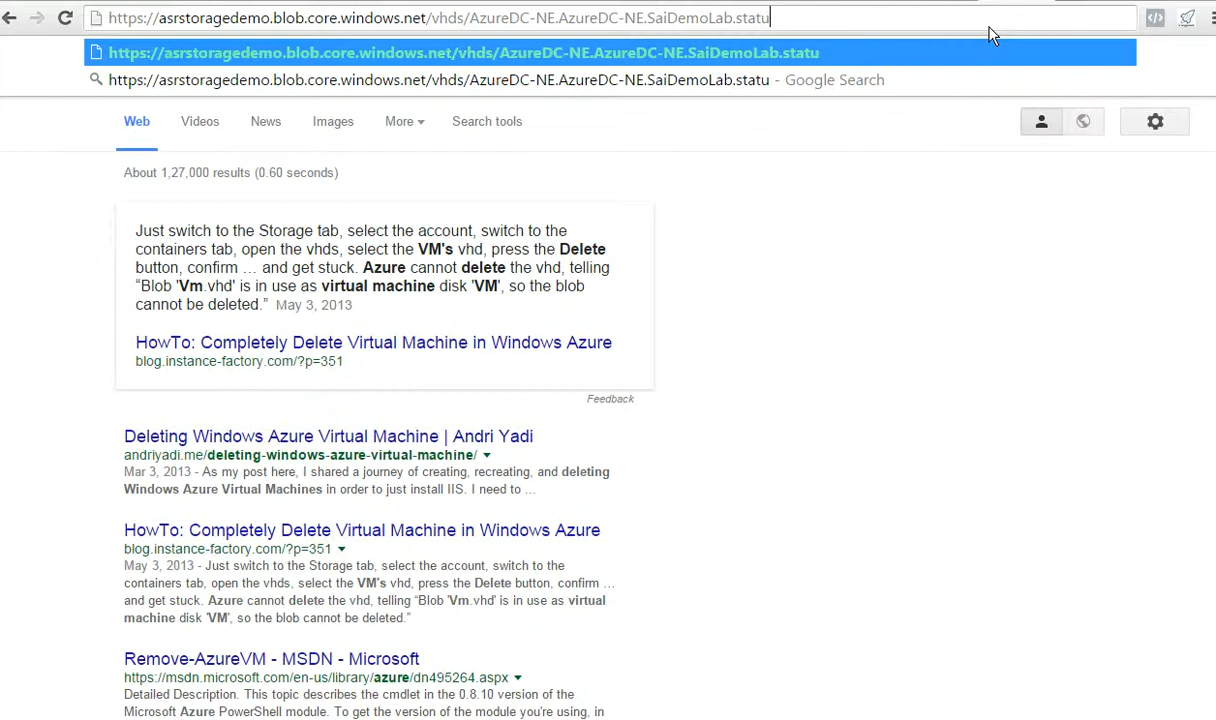 https://asrstoragedemo.blob.core.windows.net/vhds/AzureDC-NE.AzureDC-NE.SaiDemoLab.statu
https://asrstoragedemo.blob.core.windows.net/vhds/AzureDC-NE.AzureDC-NE.SaiDemoLab.statu
https://asrstoragedemo.blob.core.windows.net/vhds/AzureDC-NE.AzureDC-NE.SaiDemoLab.statu - Google Search
Web Videos News Images More Search tools
About 1,27,000 results (0.60 seconds)
Just switch to the Storage tab, select the account, switch to the
containers tab, open the vhds, select the VM's vhd, press the Delete
button, confirm … and get stuck. Azure cannot delete the vhd, telling
“Blob 'Vm.vhd' is in use as virtual machine disk 'VM', so the blob
cannot be deleted.” May 3, 2013
HowTo: Completely Delete Virtual Machine in Windows Azure
blog.instance-factory.com/?p=351
Feedback
Deleting Windows Azure Virtual Machine | Andri Yadi
andriyadi.me/deleting-windows-azure-virtual-machine/
Mar 3, 2013 - As my post here, I shared a journey of creating, recreating, and deleting
Windows Azure Virtual Machines in order to just install IIS. I need to ...
HowTo: Completely Delete Virtual Machine in Windows Azure
blog.instance-factory.com/?p=351
May 3, 2013 - Just switch to the Storage tab, select the account, switch to the
containers tab, open the vhds, select the VM's vhd, press the Delete button, confirm …
and get stuck. Azure cannot delete the vhd, telling “Blob 'Vm.vhd' is in use as virtual
machine disk 'VM', so the blob cannot be deleted.”
Remove-AzureVM - MSDN - Microsoft
https://msdn.microsoft.com/en-us/library/azure/dn495264.aspx
Detailed Description. This topic describes the cmdlet in the 0.8.10 version of the
Microsoft Azure PowerShell module. To get the version of the module you're using, in